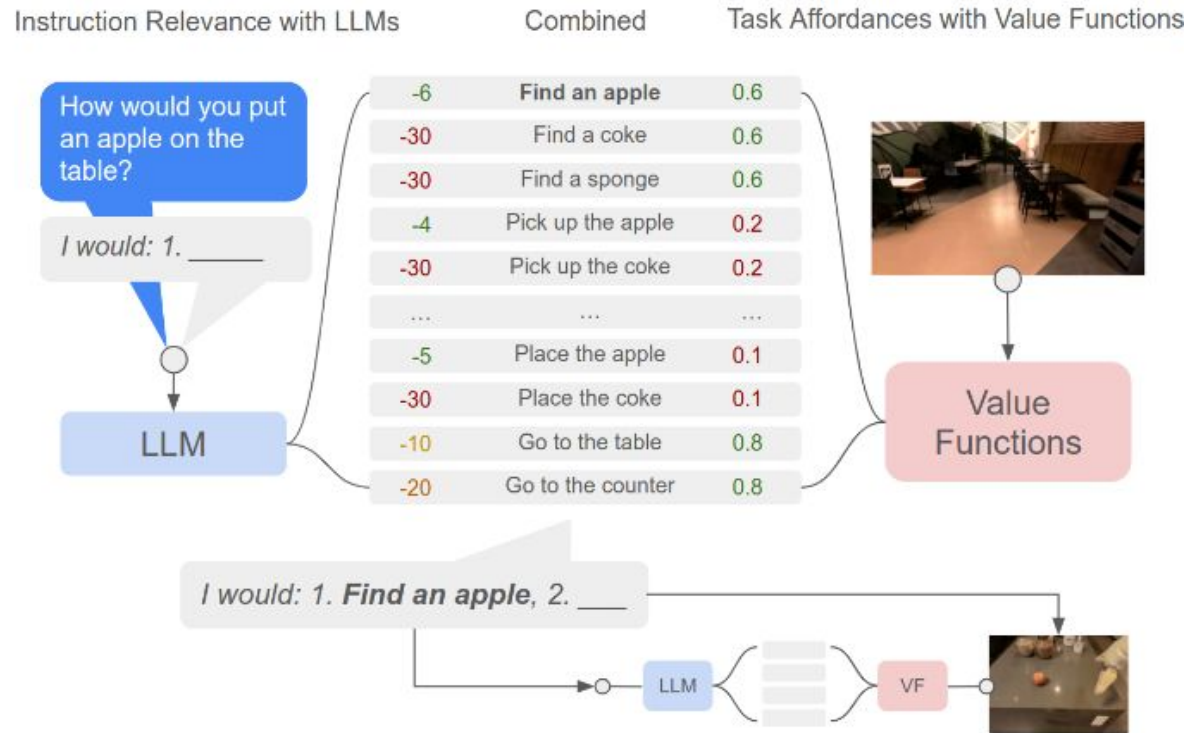 Instruction Relevance with LLMs
Combined
Task Affordances with Value Functions
How would you put
an apple on the
table?
I would: 1. _____
LLM
-6 Find an apple 0.6
-30 Find a coke 0.6
-30 Find a sponge 0.6
-4 Pick up the apple 0.2
-30 Pick up the coke 0.2
... ... ...
-5 Place the apple 0.1
-30 Place the coke 0.1
-10 Go to the table 0.8
-20 Go to the counter 0.8
Value
Functions
I would: 1. Find an apple, 2. ___
LLM
VF